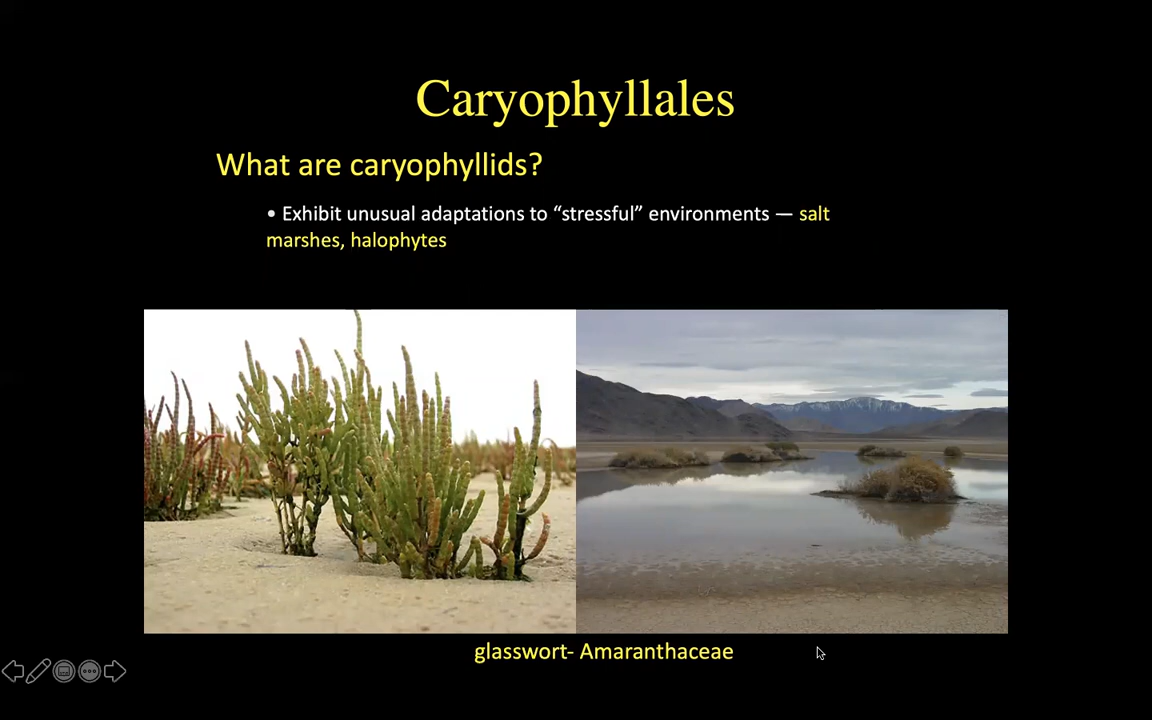 Caryophyllales
What are caryophyllids?
• Exhibit unusual adaptations to “stressful” environments — salt
marshes, halophytes
glasswort- Amaranthaceae